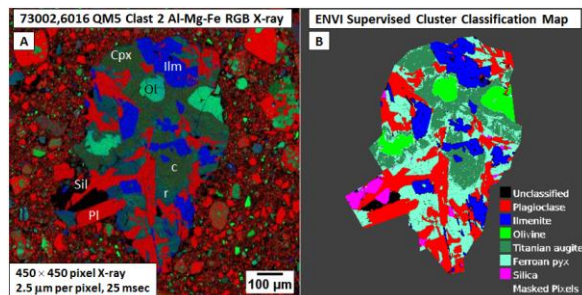 73002,6016 QM5 Clast 2 Al-Mg-Fe RGB X-ray
A
Cpx
Ilm
Ol
Sil
c
r
Pl
450 × 450 pixel X-ray
2.5 µm per pixel, 25 msec
100 µm
ENVI Supervised Cluster Classification Map
B
Unclassified
Plagioclase
Ilmenite
Olivine
Titanian augite
Ferroan pyx
Silica
Masked Pixels